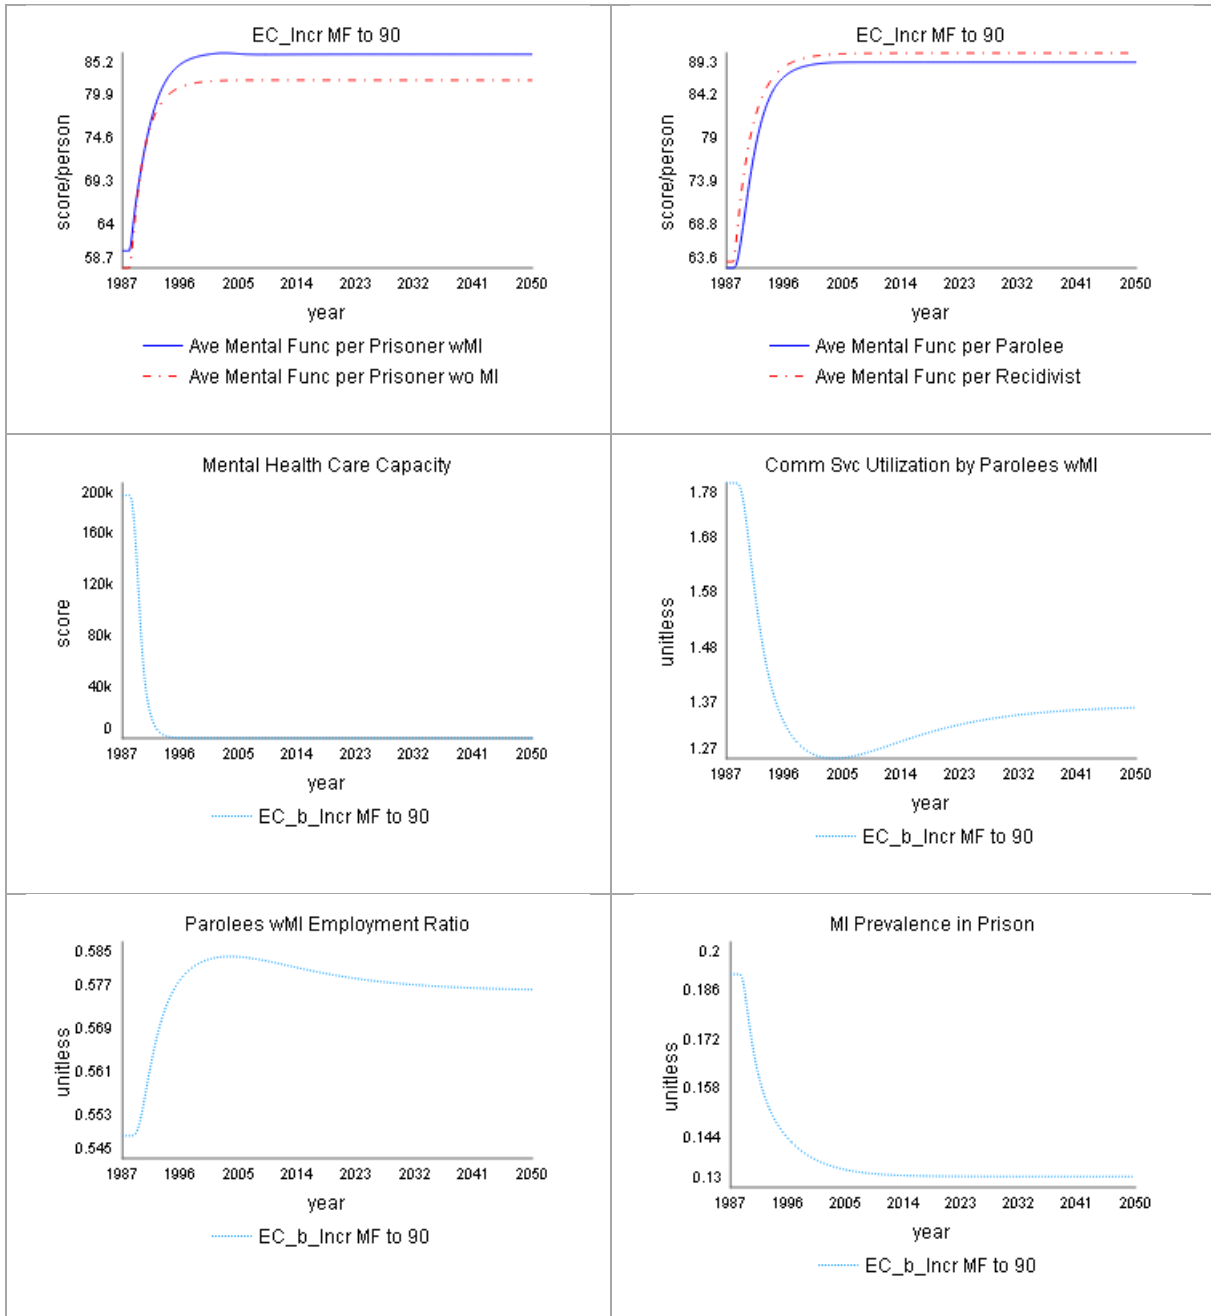 EC_Incr MF to 90
85.2
79.9
74.6
69.3
64
58.7
score/person
1987 1996 2005 2014 2023 2032 2041 2050
year
Ave Mental Func per Prisoner wMI
Ave Mental Func per Prisoner wo MI
EC_Incr MF to 90
89.3
84.2
79
73.9
68.8
63.6
score/person
1987 1996 2005 2014 2023 2032 2041 2050
year
Ave Mental Func per Parolee
Ave Mental Func per Recidivist
Mental Health Care Capacity
200k
160k
120k
80k
40k
0
score
1987 1996 2005 2014 2023 2032 2041 2050
year
EC_b_Incr MF to 90
Comm Svc Utilization by Parolees wMI
1.78
1.68
1.58
1.48
1.37
1.27
unitless
1987 1996 2005 2014 2023 2032 2041 2050
year
EC_b_Incr MF to 90
Parolees wMI Employment Ratio
0.585
0.577
0.569
0.561
0.553
0.545
unitless
1987 1996 2005 2014 2023 2032 2041 2050
year
EC_b_Incr MF to 90
MI Prevalence in Prison
0.2
0.186
0.172
0.158
0.144
0.13
unitless
1987 1996 2005 2014 2023 2032 2041 2050
year
EC_b_Incr MF to 90